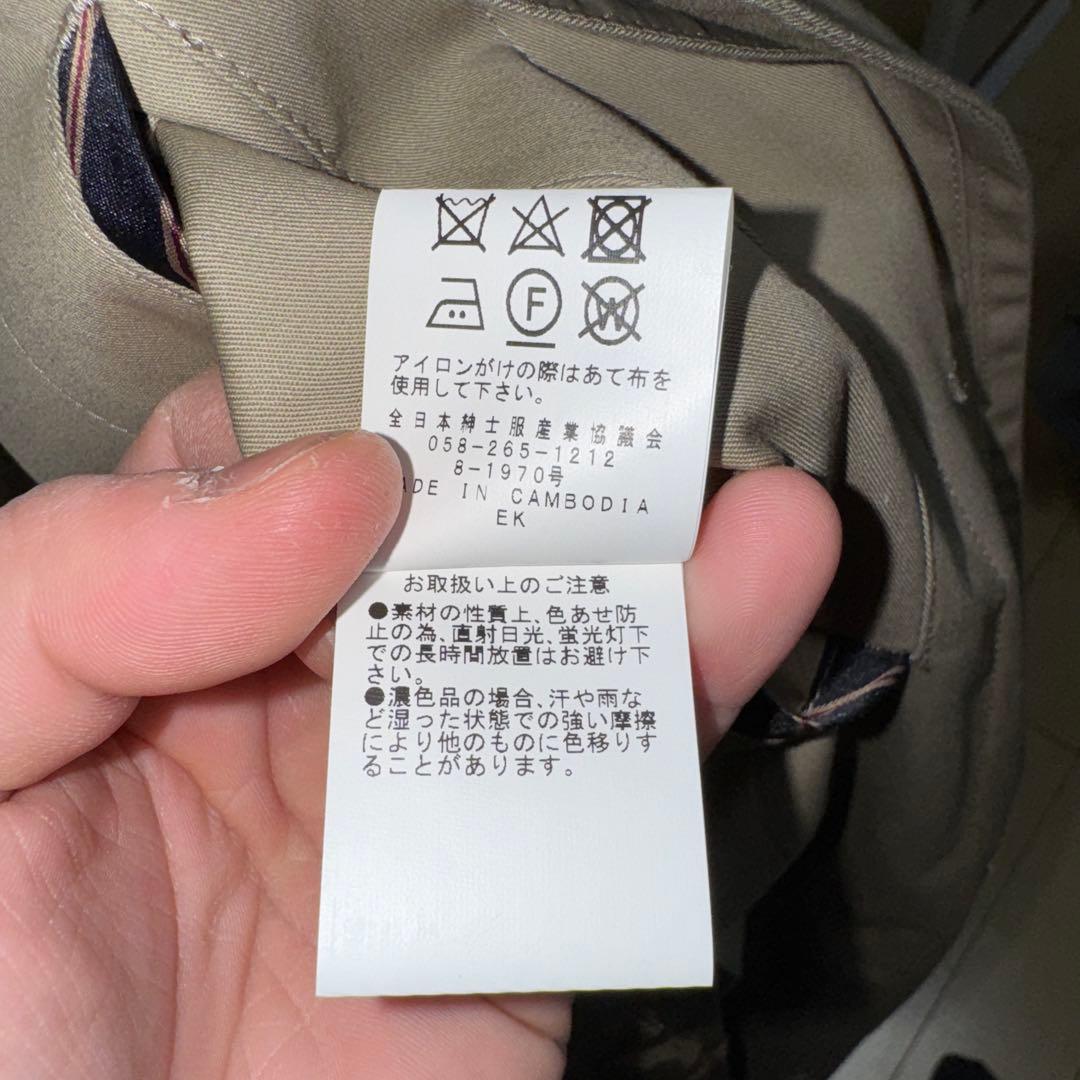 F
W
アイロンがけの際はあて布を
使用して下さい。
全日本紳士服産業協議会
058-265-1212
8-1970号
ADE IN CAMBODIA
EK
お取扱い上のご注意
●素材の性質上、色あせ防
止の為、直射日光、蛍光灯下
での長時間放置はお避け下
さい。
●濃色品の場合、汗や雨な
ど湿った状態での強い摩擦
により他のものに色移りす
ることがあります。